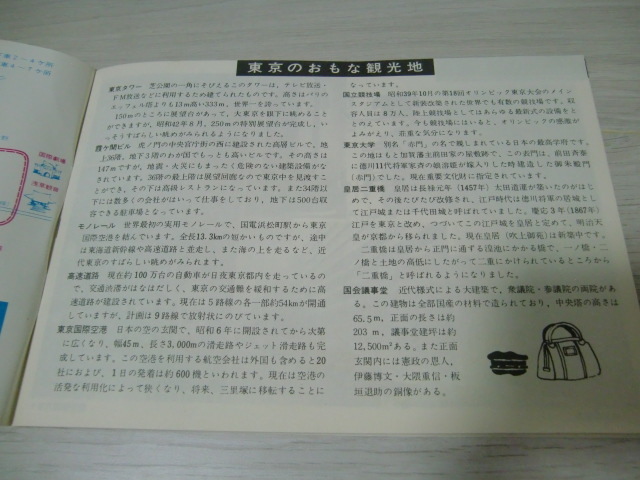 東京のおもな観光地
東京タワー 芝公園の一角にそびえるこのタワーは、テレビ放送・
FM放送などに利用するため建てられたものです。高さはパリの
エッフェル塔よりも13m高い333m、世界一を誇っています。
150mのところに展望台があって、大東京を眼下に眺めること
ができますが、昭和42年8月、250mの特別展望台が完成し、い
っそうすばらしい眺めがみられるようになりました。
霞ケ関ビル 虎ノ門の中央官庁街の西に建設された高層ビルで、地
上36階、地下3階のわが国でもっとも高いビルです。その高さは
147mですが、地震・火災にもまったく危険のない建築設備がな
されています。36階の最上階は展望回廊なので東京中を見渡すこ
とができ、その下は高級レストランになっています。また34階以
下には数多くの会社がはいって仕事をしており、地下は500台収
容できる駐車場となっています。
モノレール 世界最初の実用モノレールで、国電浜松町駅から東京
国際空港を結んでいます。全長13.3kmの短かいものですが、途中
は東海道新幹線や高速道路と並走し、また海の上を走るなど、近
代東京のすばらしい眺めがみられます。
高速道路 現在約100万台の自動車が日夜東京都内を走っているの
で、交通渋滞がはなはだしく、東京の交通難を緩和するために高
速道路が建設されています。現在は5路線の各一部約54kmが開通
していますが、計画は9路線で放射状にのびています。
東京国際空港 日本の空の玄関で、昭和6年に開設されてから次第
に広くなり、幅45m、長さ3,000mの滑走路やジェット滑走路も完
成しています。この空港を利用する航空会社は外国も含めると20
社におよび、1日の発着は約600機といわれます。現在は空港の
活発な利用化によって狭くなり、将来、三里塚に移転することに
なっています。
国立競技場 昭和39年10月の第18回オリンピック東京大会のメイン
スタジアムとして新装改築された世界でも有数の競技場です。収
容人員は8万人。陸上競技場としてはあらゆる最新式の設備をと
とのえています。今も競技場にはいると、オリンピックの感激が
よみがえり、荘重な気分になります。
東京大学 別名「赤門」の名で親しまれている日本の最高学府です。
この地はもと加賀藩主前田家の屋敷跡で、この表門は、前田斉泰
に徳川11代将軍家斉の娘溶姫が嫁入りした時建造した御朱殿門
（赤門）でした。現在重要文化財に指定されています。
皇居二重橋 皇居は長禄元年（1457年）太田道灌が築いたのがはじ
めで、その後たびたび改修され、江戸時代は徳川将軍の居城とし
て江戸城または千代田城と呼ばれていました。慶応3年（1867年）
江戸を東京と改め、つづいてこの江戸城を皇居と定めて、明治天
皇が京都から移られました。現在皇居（吹上御苑）は新築中です。
二重橋は皇居から正門に通ずる湟池にかかる橋で、一ノ橋・二
ノ橋と土地の高低にしたがって二重にかけられているところから
「二重橋」と呼ばれるようになりました。
国会議事堂 近代様式による大建築で、衆議院・参議院の両院があ
る。この建物は全部国産の材料で造られており、中央塔の高さは
65.5m，正面の長さは約
203m，議事堂建坪は約
12,500㎡ある。また正面
玄関内には憲政の恩人，
伊藤博文・大隈重信・板
垣退助の銅像がある。
国際劇場
浅草観音